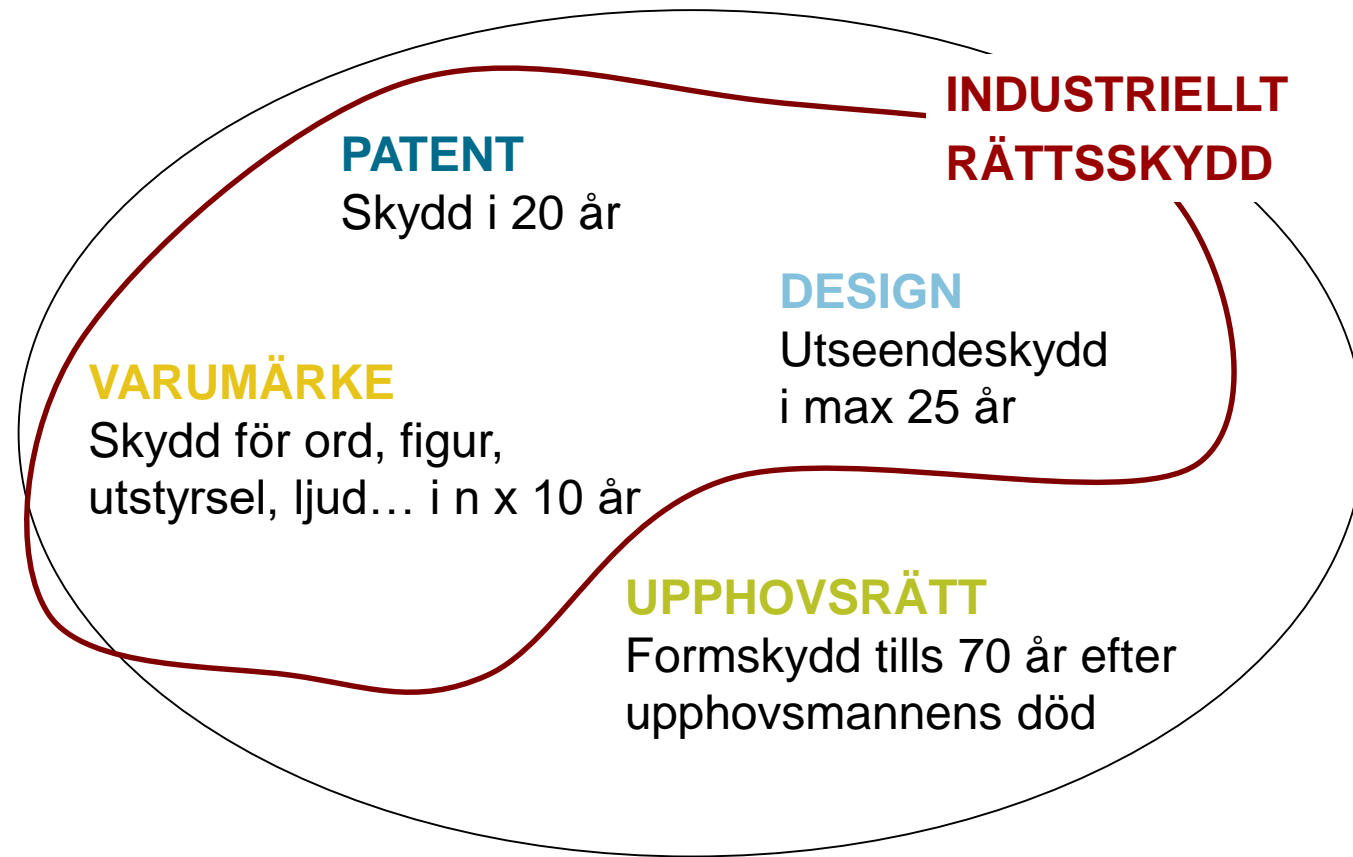 INDUSTRIELLT
RÄTTSSKYDD
PATENT
Skydd i 20 år
DESIGN
Utseendeskydd
i max 25 år
VARUMÄRKE
Skydd för ord, figur,
utstyrsel, ljud… i n x 10 år
UPPHOVSRÄTT
Formskydd tills 70 år efter
upphovsmannens död